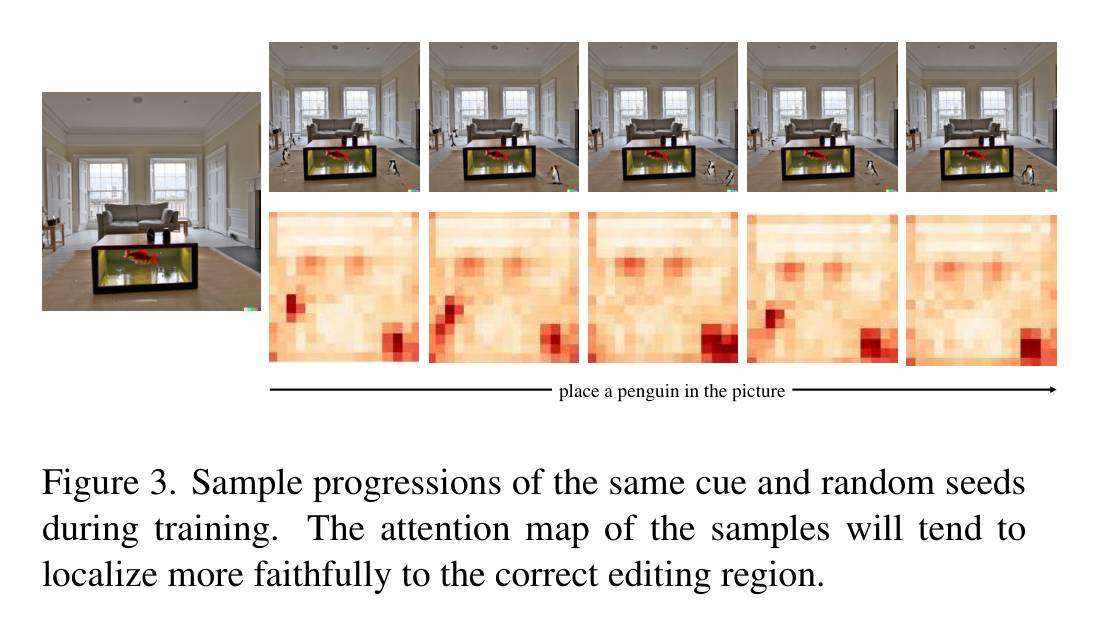 place a penguin in the picture
Figure 3. Sample progressions of the same cue and random seeds
during training. The attention map of the samples will tend to
localize more faithfully to the correct editing region.